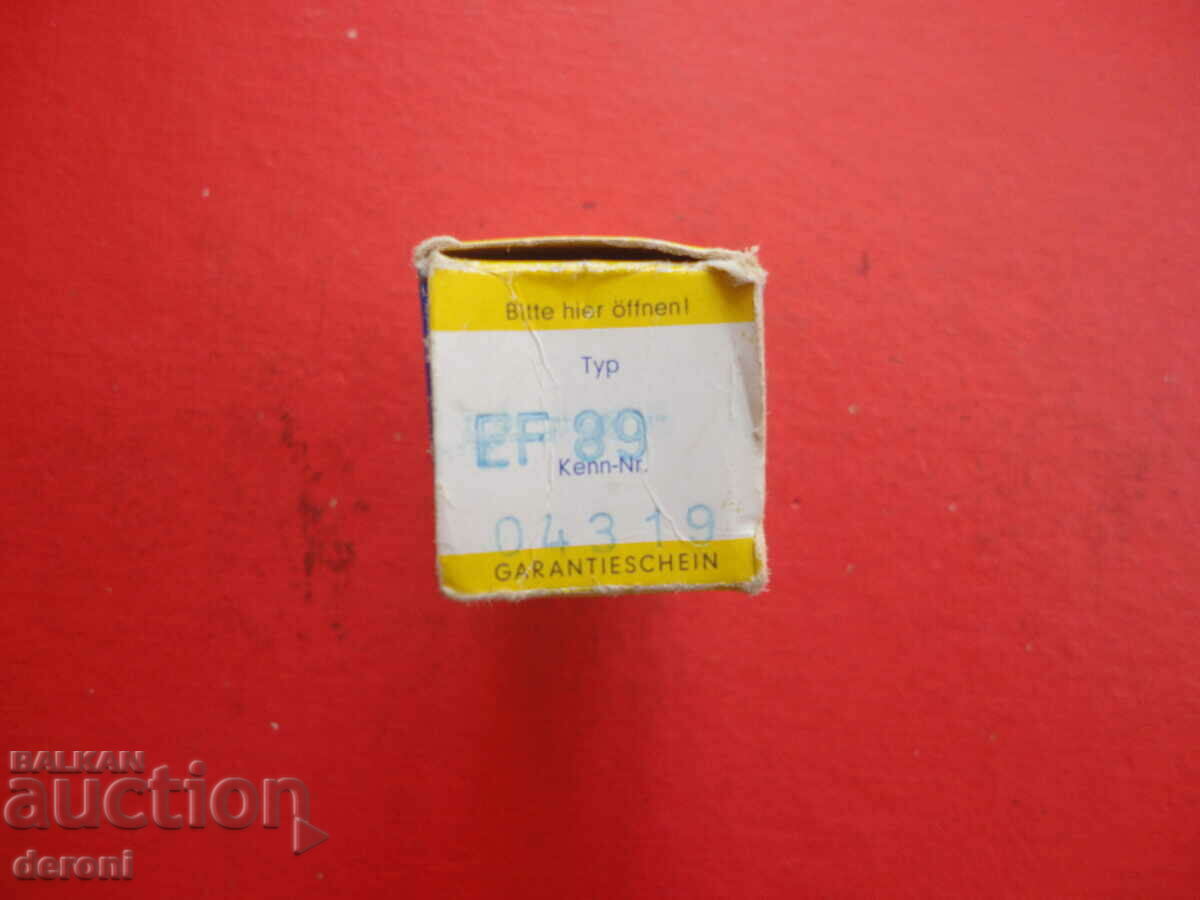 Bitte hier öffnen!
Typ
EF 89
Kenn-Nr.
04319
GARANTIESCHEIN
BALKAN
auction
deroni